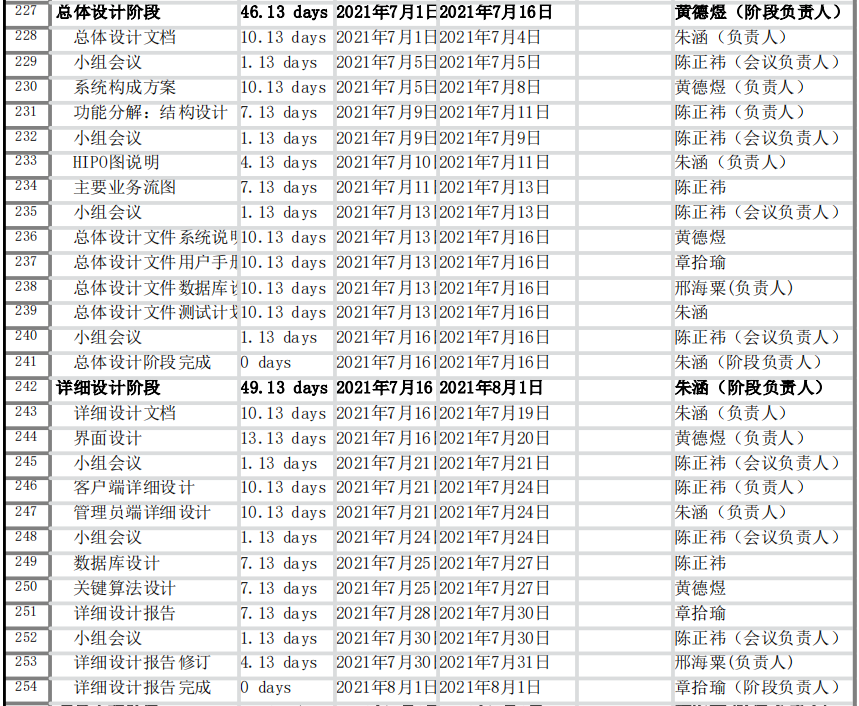 227 总体设计阶段 46.13 days 2021年7月1日 2021年7月16日 黄德煜（阶段负责人）
228 总体设计文档 10.13 days 2021年7月1日 2021年7月4日 朱涵（负责人）
229 小组会议 1.13 days 2021年7月5日 2021年7月5日 陈正祎（会议负责人）
230 系统构成方案 10.13 days 2021年7月5日 2021年7月8日 黄德煜（负责人）
231 功能分解：结构设计 7.13 days 2021年7月9日 2021年7月11日 陈正祎（负责人）
232 小组会议 1.13 days 2021年7月9日 2021年7月9日 陈正祎（会议负责人）
233 HIPO图说明 4.13 days 2021年7月10 2021年7月11日 朱涵（负责人）
234 主要业务流图 7.13 days 2021年7月11 2021年7月13日 陈正祎
235 小组会议 1.13 days 2021年7月13 2021年7月13日 陈正祎（会议负责人）
236 总体设计文件系统说 10.13 days 2021年7月13 2021年7月16日 黄德煜
237 总体设计文件用户手 10.13 days 2021年7月13 2021年7月16日 章拾瑜
238 总体设计文件数据库 10.13 days 2021年7月13 2021年7月16日 邢海粟(负责人)
239 总体设计文件测试计 10.13 days 2021年7月13 2021年7月16日 朱涵
240 小组会议 1.13 days 2021年7月16 2021年7月16日 陈正祎（会议负责人）
241 总体设计阶段完成 0 days 2021年7月16 2021年7月16日 朱涵（阶段负责人）
242 详细设计阶段 49.13 days 2021年7月16 2021年8月1日 朱涵（阶段负责人）
243 详细设计文档 10.13 days 2021年7月16 2021年7月19日 朱涵（负责人）
244 界面设计 13.13 days 2021年7月16 2021年7月20日 黄德煜（负责人）
245 小组会议 1.13 days 2021年7月21 2021年7月21日 陈正祎（会议负责人）
246 客户端详细设计 10.13 days 2021年7月21 2021年7月24日 陈正祎（负责人）
247 管理员端详细设计 10.13 days 2021年7月21 2021年7月24日 朱涵（负责人）
248 小组会议 1.13 days 2021年7月24 2021年7月24日 陈正祎（会议负责人）
249 数据库设计 7.13 days 2021年7月25 2021年7月27日 陈正祎
250 关键算法设计 7.13 days 2021年7月25 2021年7月27日 黄德煜
251 详细设计报告 7.13 days 2021年7月28 2021年7月30日 章拾瑜
252 小组会议 1.13 days 2021年7月30 2021年7月30日 陈正祎（会议负责人）
253 详细设计报告修订 4.13 days 2021年7月30 2021年7月31日 邢海粟(负责人)
254 详细设计报告完成 0 days 2021年8月1日 2021年8月1日 章拾瑜（阶段负责人）